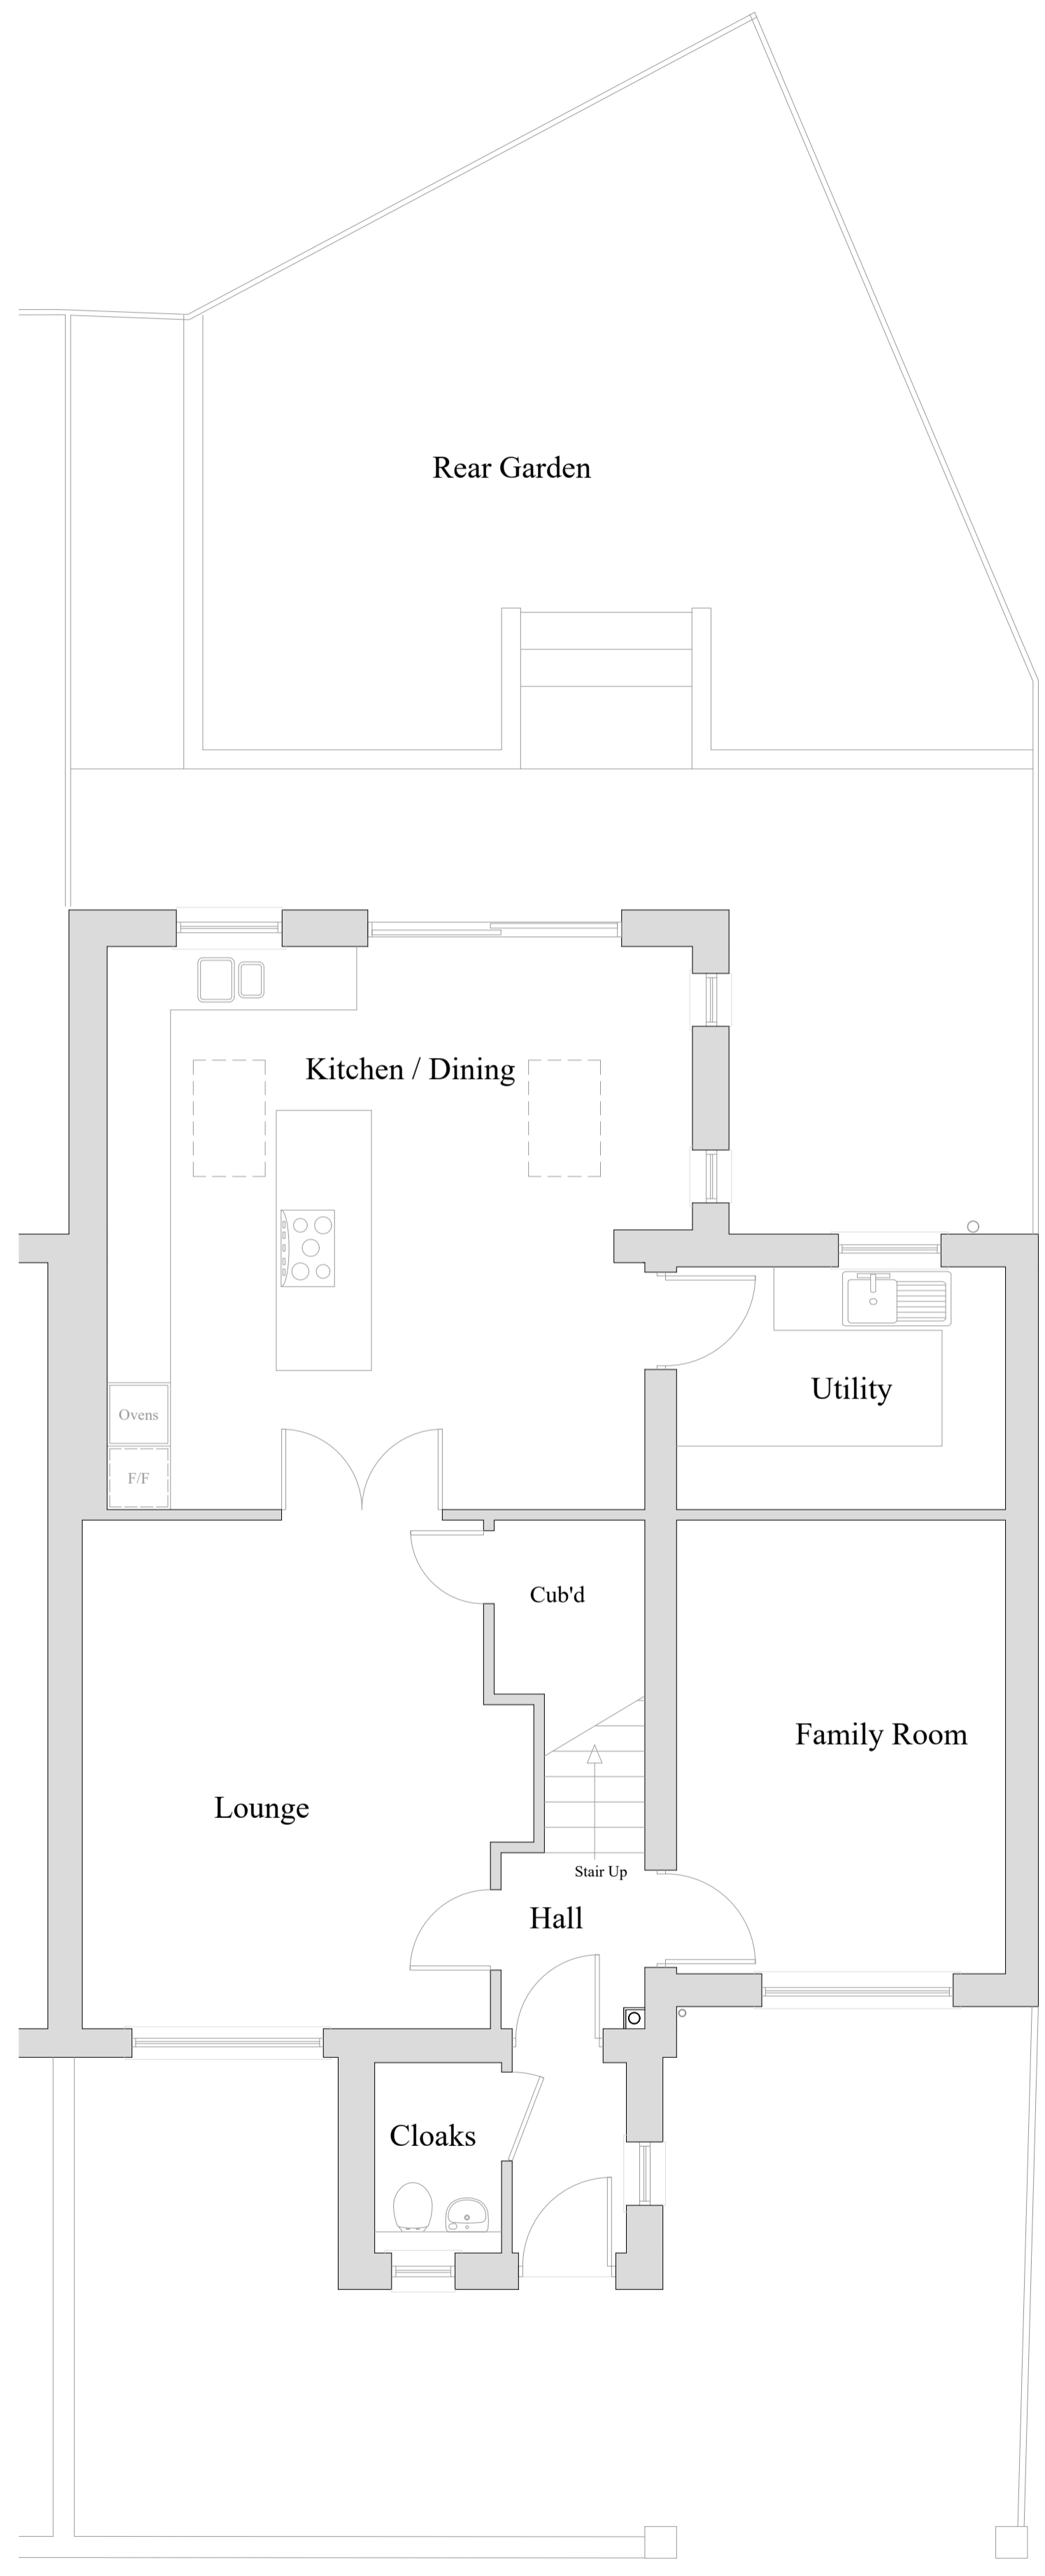 Rear Garden
Kitchen / Dining
Utility
Ovens
F/F
Cub'd
Family Room
Lounge
Stair Up
Hall
Cloaks